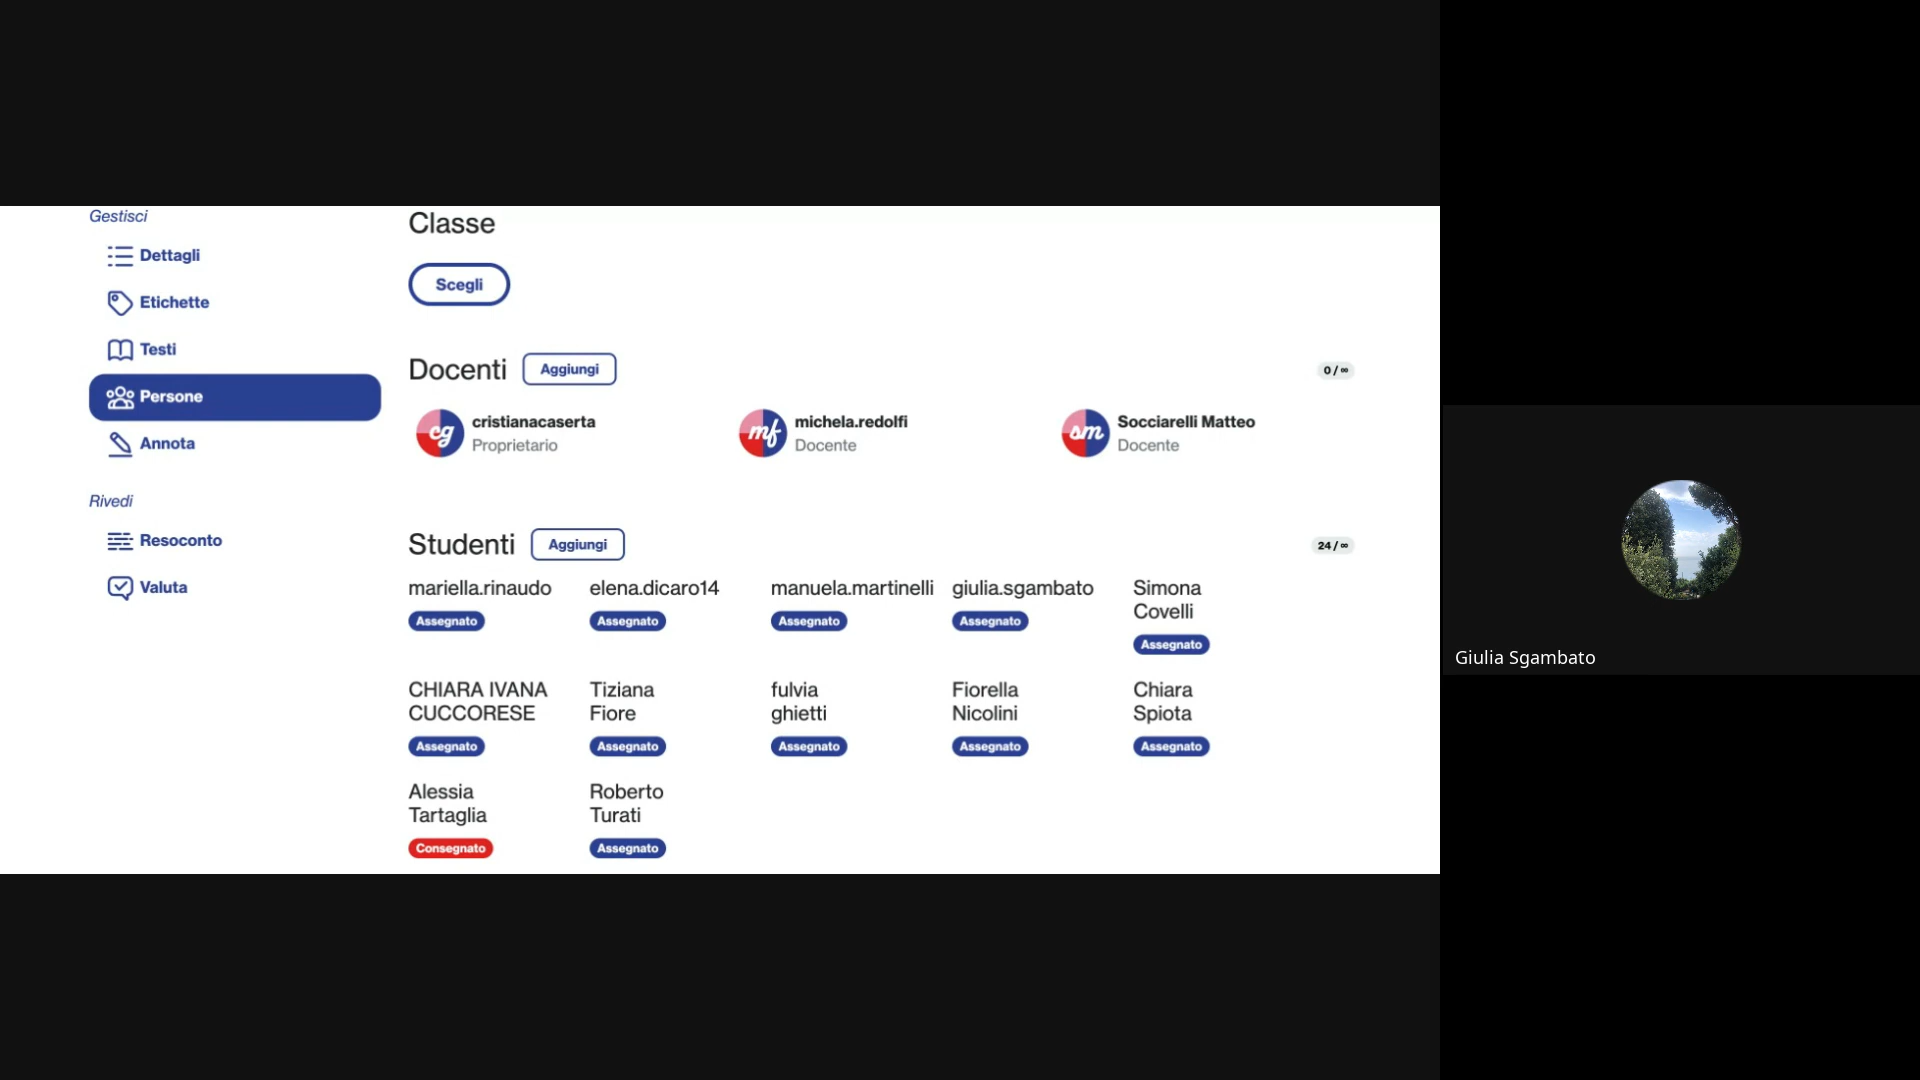 Gestisci
Dettagli
Etichette
Testi
Persone
Annota
Rivedi
Resoconto
Valuta
Classe
Scegli
Docenti Aggiungi 0 / ∞
cg cristianacaserta
Proprietario
mf michela.redolfi
Docente
sm Socciarelli Matteo
Docente
Studenti Aggiungi 24 / ∞
mariella.rinaudo
Assegnato
elena.dicaro14
Assegnato
manuela.martinelli
Assegnato
giulia.sgambato
Assegnato
Simona
Covelli
Assegnato
CHIARA IVANA
CUCCORESE
Assegnato
Tiziana
Fiore
Assegnato
fulvia
ghietti
Assegnato
Fiorella
Nicolini
Assegnato
Chiara
Spiota
Assegnato
Alessia
Tartaglia
Consegnato
Roberto
Turati
Assegnato
Giulia Sgambato